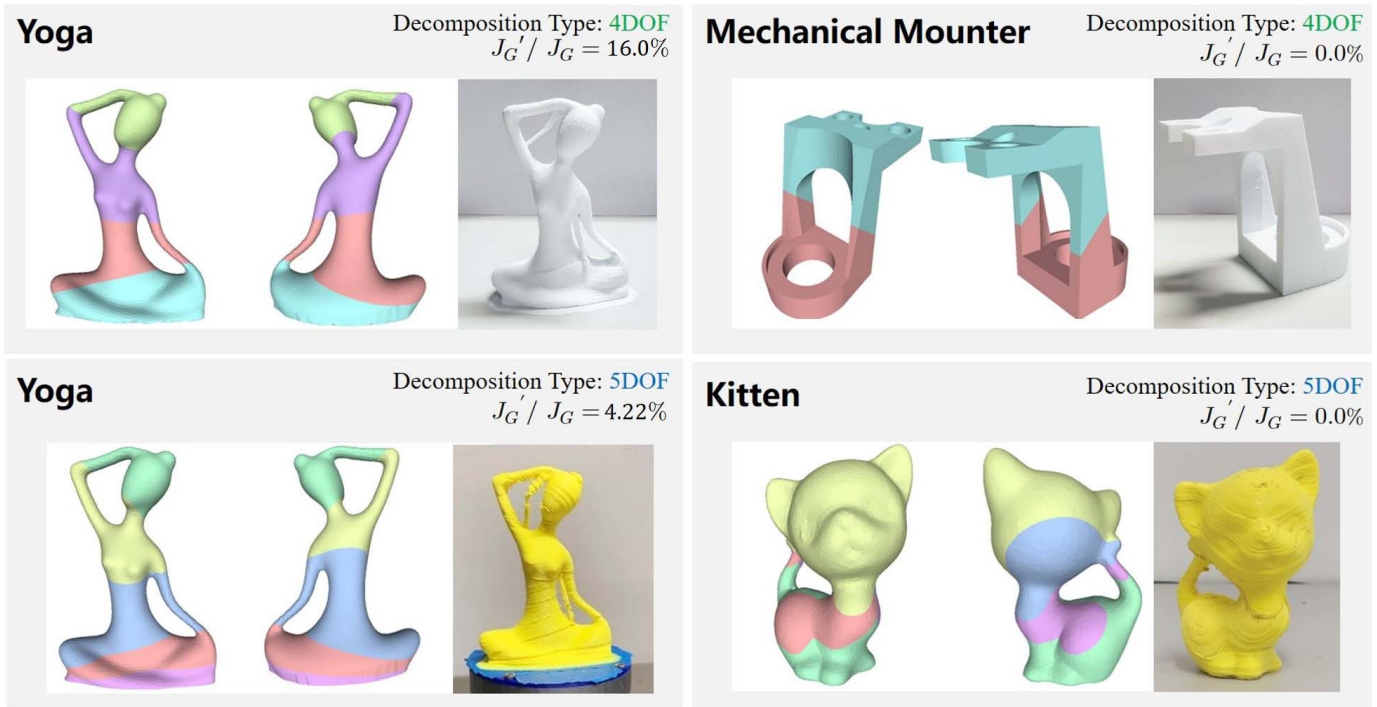 Yoga
Decomposition Type: 4DOF
J_G' / J_G = 16.0%
Mechanical Mounter
Decomposition Type: 4DOF
J_G' / J_G = 0.0%
Yoga
Decomposition Type: 5DOF
J_G' / J_G = 4.22%
Kitten
Decomposition Type: 5DOF
J_G' / J_G = 0.0%